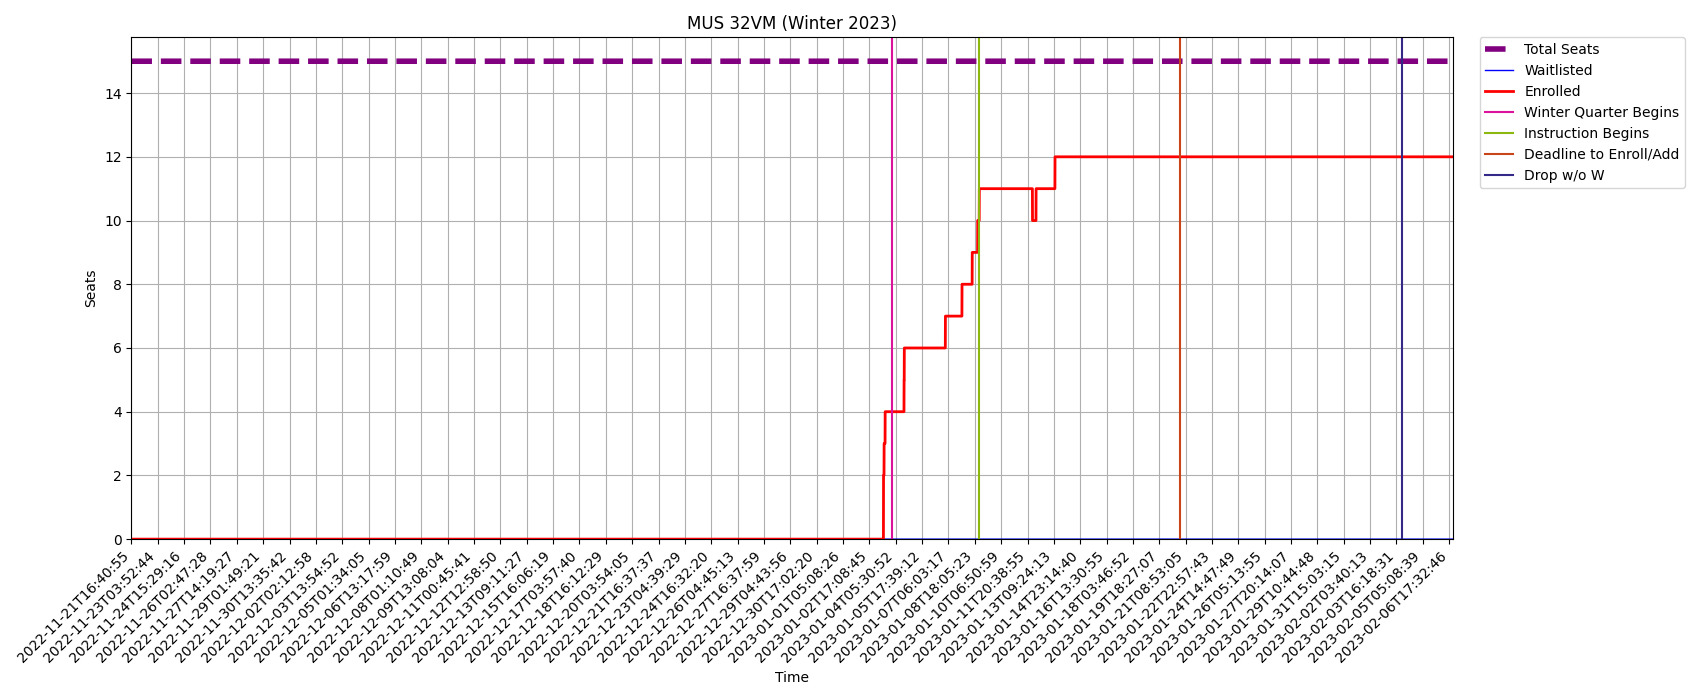 MUS 32VM (Winter 2023)
Total Seats
Waitlisted
Enrolled
Winter Quarter Begins
Instruction Begins
Deadline to Enroll/Add
Drop w/o W
Seats
14
12
10
8
6
4
2
0
2022-11-21T16:40:55
2022-11-23T03:52:44
2022-11-24T15:29:16
2022-11-26T02:47:28
2022-11-27T14:19:27
2022-11-29T01:49:21
2022-11-30T13:35:42
2022-12-02T02:12:58
2022-12-03T13:54:52
2022-12-05T01:34:05
2022-12-06T13:17:59
2022-12-08T01:10:49
2022-12-09T13:08:04
2022-12-11T00:45:41
2022-12-12T12:58:50
2022-12-13T09:11:27
2022-12-15T16:06:19
2022-12-17T03:57:40
2022-12-18T16:12:29
2022-12-20T03:54:05
2022-12-21T16:37:37
2022-12-23T04:39:29
2022-12-24T16:32:20
2022-12-26T04:45:13
2022-12-27T16:37:59
2022-12-29T04:43:56
2022-12-30T17:02:20
2023-01-01T05:08:26
2023-01-02T17:08:45
2023-01-04T05:30:52
2023-01-05T17:39:12
2023-01-07T06:03:17
2023-01-08T18:05:23
2023-01-10T06:50:59
2023-01-11T20:38:55
2023-01-13T09:24:13
2023-01-14T23:14:40
2023-01-16T13:30:55
2023-01-18T03:46:52
2023-01-19T18:27:07
2023-01-21T08:53:05
2023-01-22T22:57:43
2023-01-24T14:47:49
2023-01-26T05:13:55
2023-01-27T20:14:07
2023-01-29T10:44:48
2023-01-31T15:03:15
2023-02-02T03:40:13
2023-02-03T16:18:31
2023-02-05T05:08:39
2023-02-06T17:32:46
Time